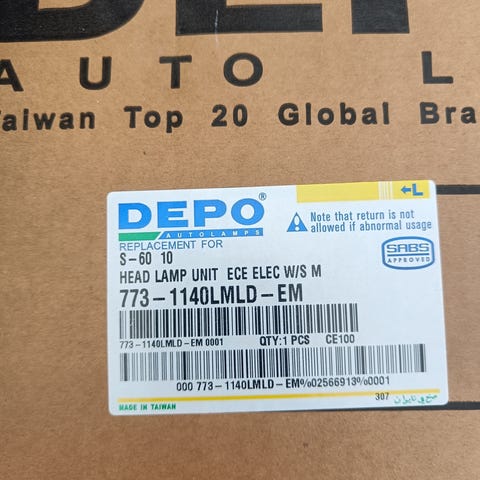 DEPO
AUTO L
Taiwan Top 20 Global Bra
←L
DEPO®
AUTOLAMPS
Note that return is not
allowed if abnormal usage
REPLACEMENT FOR
S-60 10
SABS
APPROVED
HEAD LAMP UNIT ECE ELEC W/S M
773-1140LMLD-EM
773-1140LMLD-EM 0001 QTY:1 PCS CE100
000 773-1140LMLD-EM%02566913%0001
MADE IN TAIWAN
307